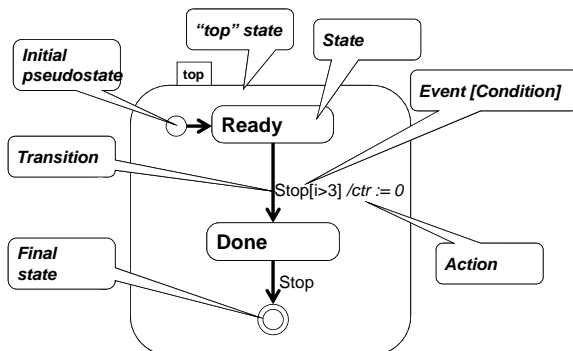 “top” state
State
Initial
pseudostate
top
Event [Condition]
Ready
Transition
Stop[i>3] /ctr := 0
Done
Final
state
Action
Stop